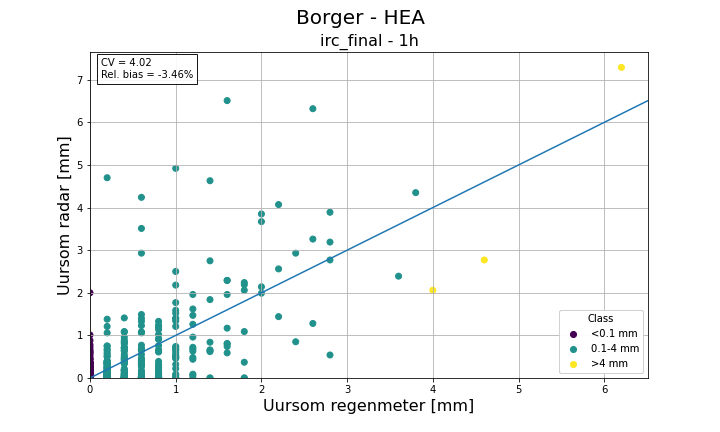 Borger - HEA
irc_final - 1h
CV = 4.02
Rel. bias = -3.46%
Uursom radar [mm]
7
6
5
4
3
2
1
0
0 1 2 3 4 5 6
Uursom regenmeter [mm]
Class
<0.1 mm
0.1-4 mm
>4 mm